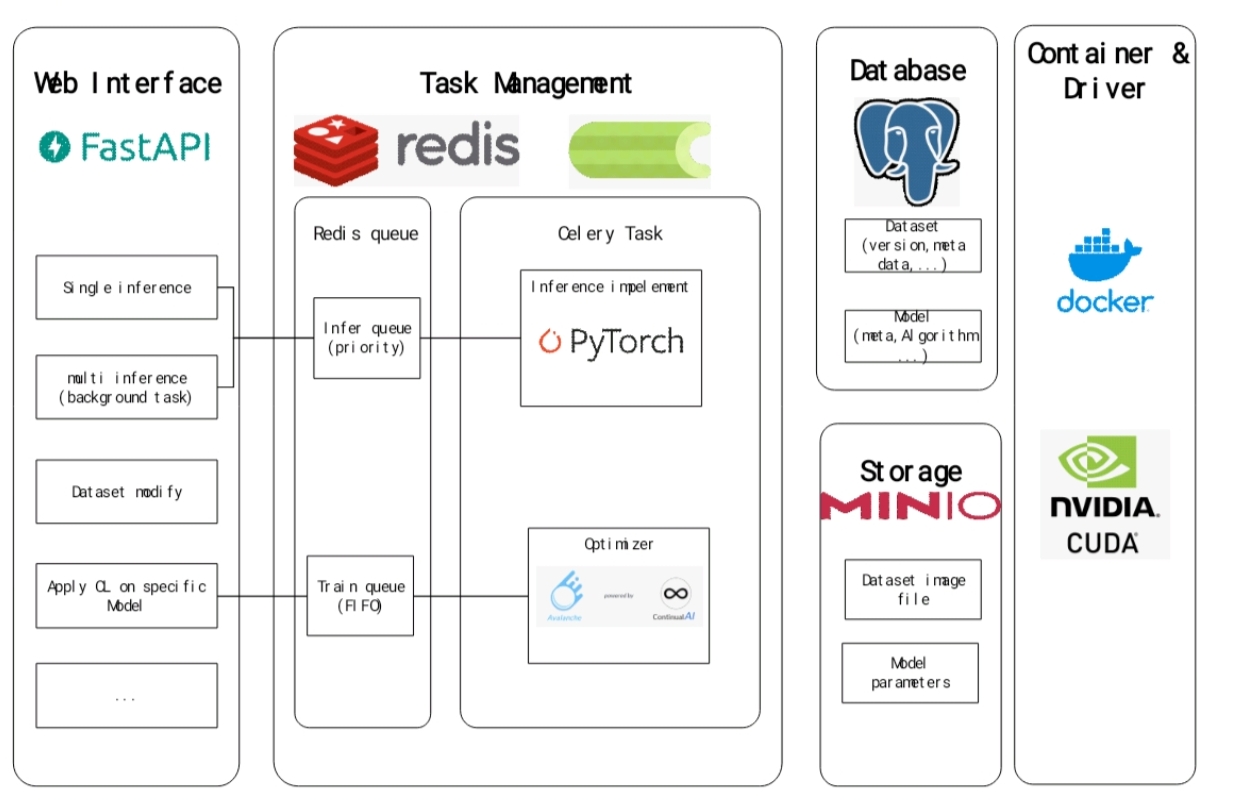 Web Interface
FastAPI
Single inference
multi inference
(background task)
Dataset modify
Apply CL on specific
Model
...
Task Management
redis
Redis queue
Infer queue
(priority)
Train queue
(FIFO)
Celery Task
Inference impelement
PyTorch
Optimizer
Avalanche
powered by
ContinualAI
Database
Dataset
(version, meta
data, ...)
Model
(meta, Algorithm
...)
Storage
MINIO
Dataset image
file
Model
parameters
Container &
Driver
docker
NVIDIA.
CUDA